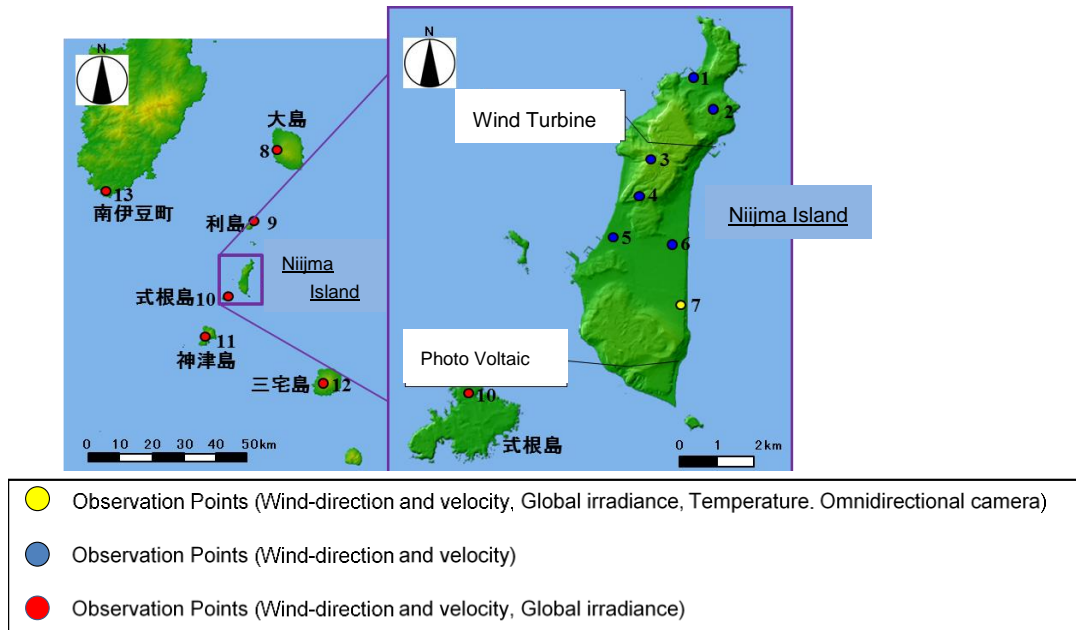 N
大島
8
13
南伊豆町
利島
9
Niijma
Island
式根島
10
11
神津島
三宅島
12
0 10 20 30 40 50km
N
1
2
Wind Turbine
3
4
Niijma Island
5
6
7
Photo Voltaic
10
式根島
0 1 2km
Observation Points (Wind-direction and velocity, Global irradiance, Temperature. Omnidirectional camera)
Observation Points (Wind-direction and velocity)
Observation Points (Wind-direction and velocity, Global irradiance)